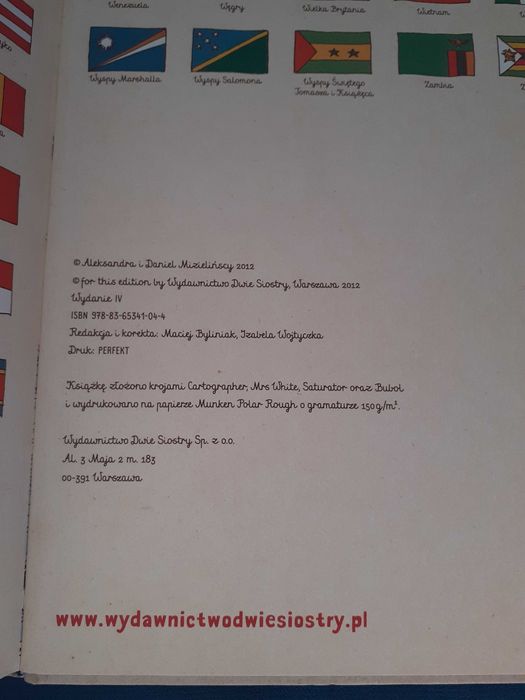 Wenezuela
Węgry
Wielka Brytania
Wietnam
Wyspy Marshalla
Wyspy Salomona
Wyspy Świętego
Tomasza i Książęca
Zambia
© Aleksandra i Daniel Mizielińscy 2012
© for this edition by Wydawnictwo Dwie Siostry, Warszawa 2012
Wydanie IV
ISBN 978-83-65341-04-4
Redakcja i korekta: Maciej Byliniak, Izabela Wojtyczka
Druk: PERFEKT
Książkę złożono krojami Cartographer, Mrs White, Saturator oraz Bubol
i wydrukowano na papierze Munken Polar Rough o gramaturze 150 g/m².
Wydawnictwo Dwie Siostry Sp. z o.o.
Al. 3 Maja 2 m. 183
00-391 Warszawa
www.wydawnictwodwiesiostry.pl